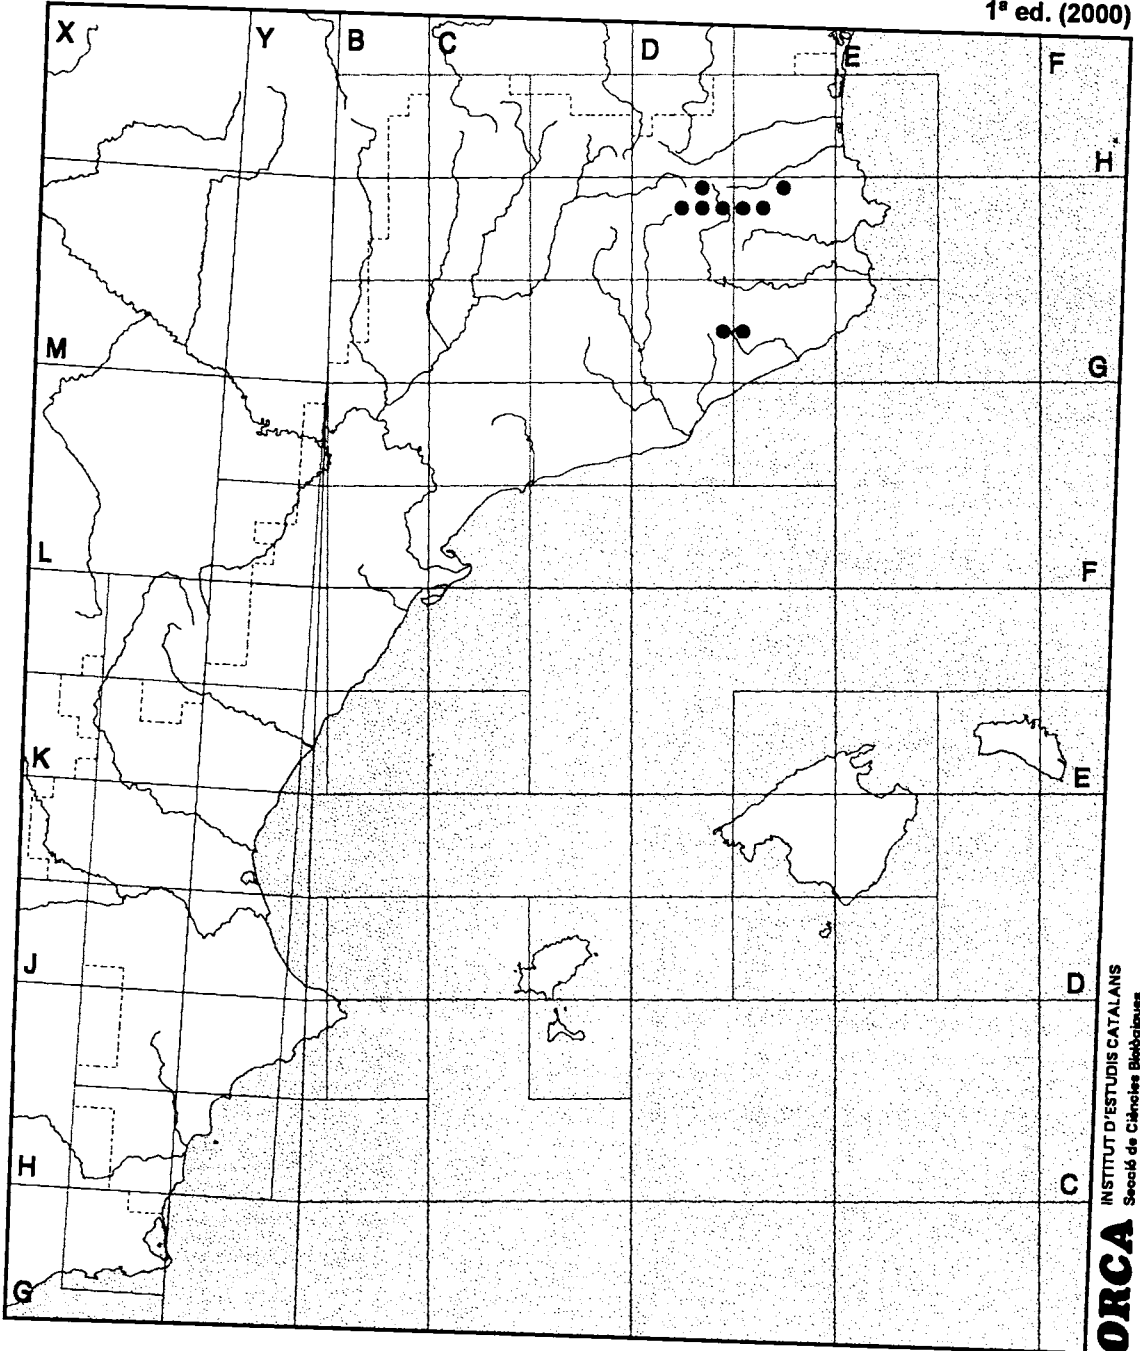 1ª ed. (2000)
X
Y
B
C
D
E
F
H
M
G
L
F
K
E
J
D
H
C
G
INSTITUT D'ESTUDIS CATALANS
Secció de Ciències Biològiques
ORCA